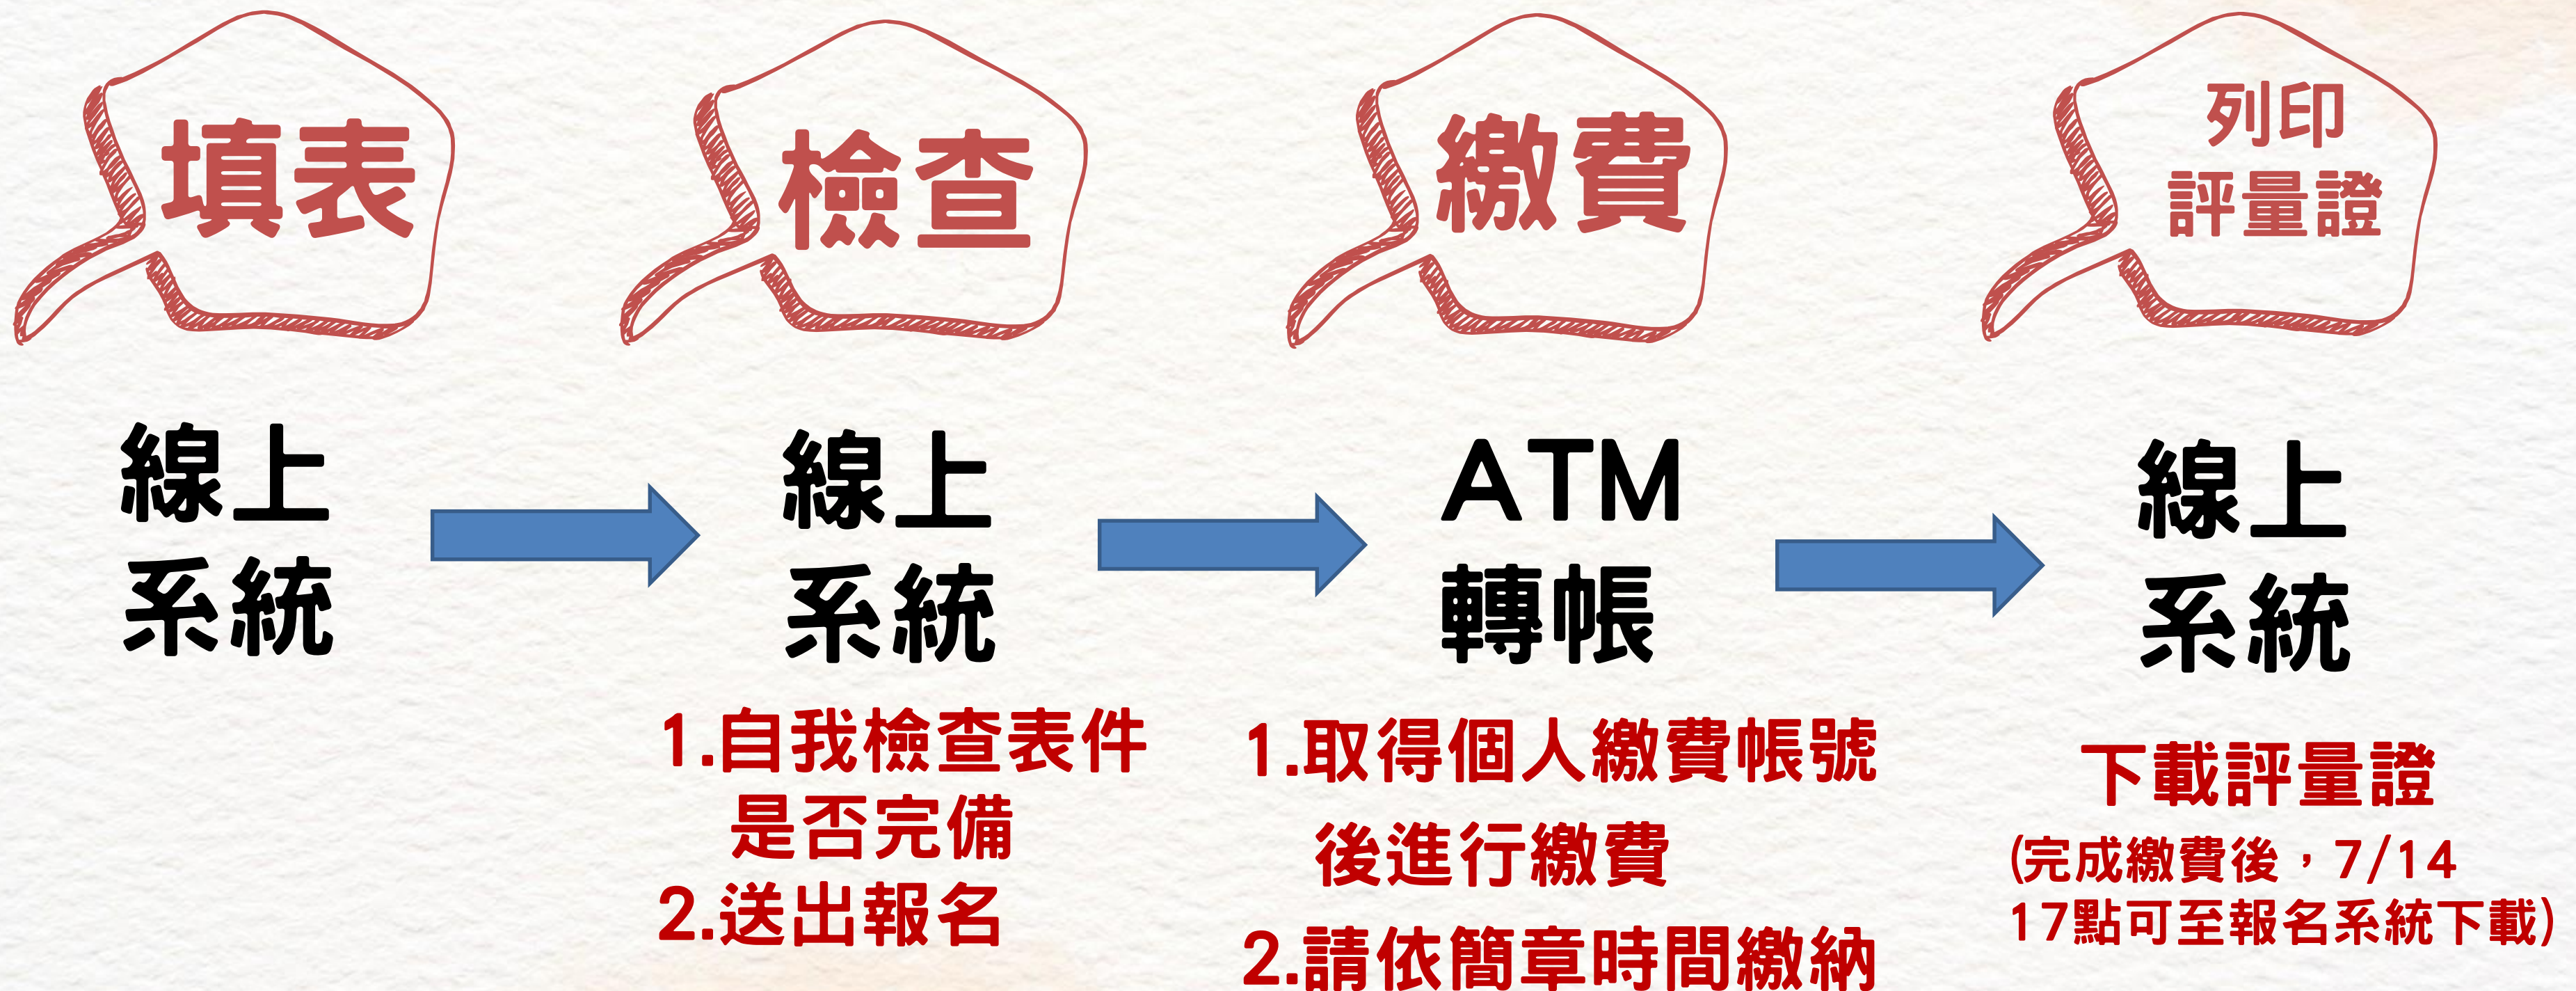 填表
線上
系統
檢查
線上
系統
1.自我檢查表件
是否完備
2.送出報名
繳費
ATM
轉帳
1.取得個人繳費帳號
後進行繳費
2.請依簡章時間繳納
列印
評量證
線上
系統
下載評量證
(完成繳費後，7/14
17點可至報名系統下載)